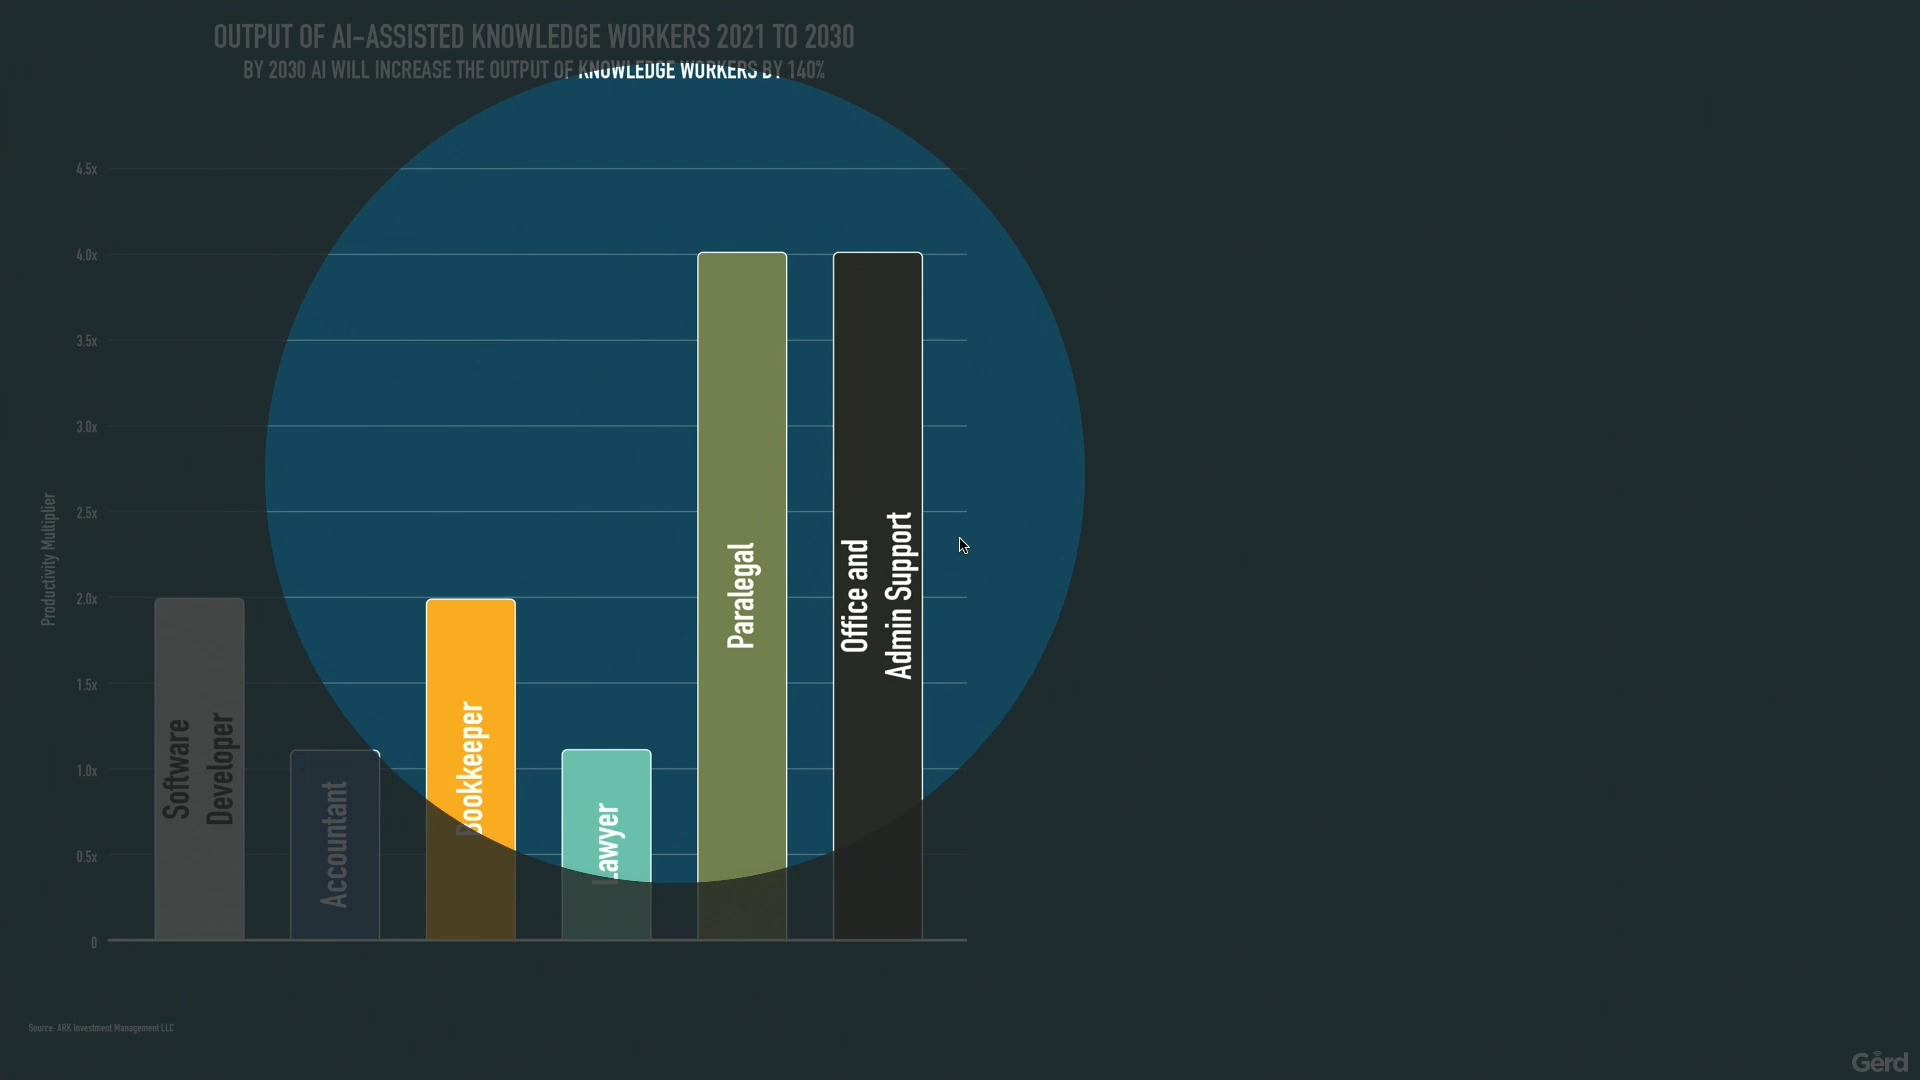 OUTPUT OF AI-ASSISTED KNOWLEDGE WORKERS 2021 TO 2030
BY 2030 AI WILL INCREASE THE OUTPUT OF KNOWLEDGE WORKERS BY 140%
4.5x
4.0x
3.5x
3.0x
2.5x
2.0x
1.5x
1.0x
0.5x
0
Productivity Multiplier
Software
Developer
Accountant
Bookkeeper
Lawyer
Paralegal
Office and
Admin Support
Source: ARK Investment Management LLC
Gerd